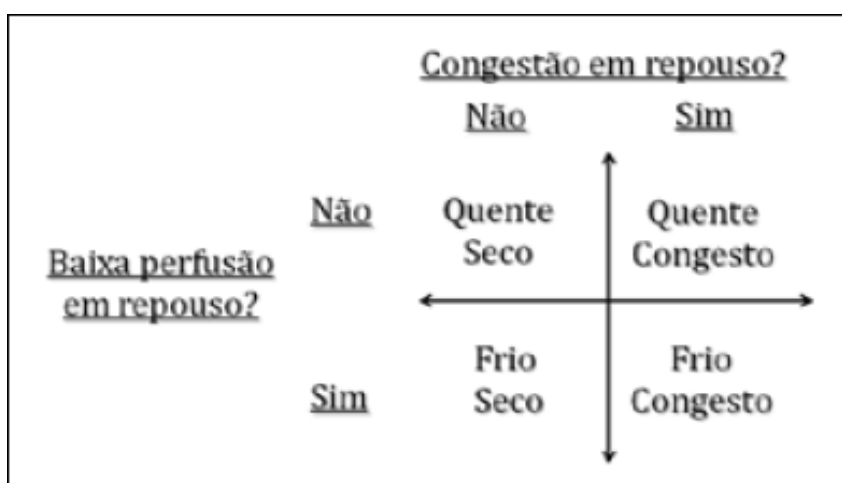 Congestão em repouso?
Não Sim
Não Quente Quente
Seco Congesto
Baixa perfusão
em repouso?
Sim Frio Frio
Seco Congesto